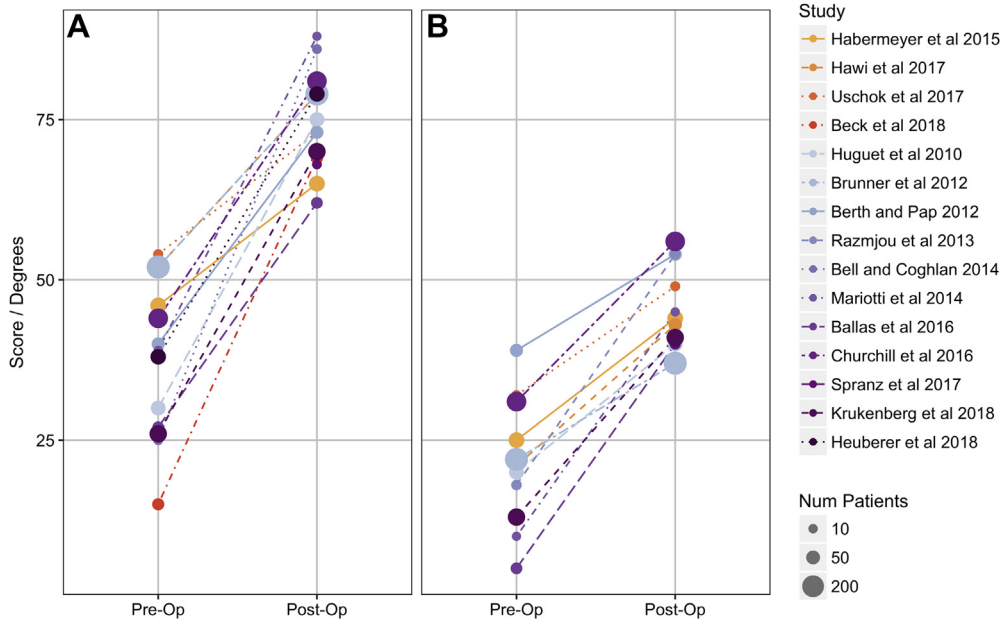 A
B
Score / Degrees
75
50
25
Pre-Op
Post-Op
Pre-Op
Post-Op
Study
Habermeyer et al 2015
Hawi et al 2017
Uschok et al 2017
Beck et al 2018
Huguet et al 2010
Brunner et al 2012
Berth and Pap 2012
Razmjou et al 2013
Bell and Coghlan 2014
Mariotti et al 2014
Ballas et al 2016
Churchill et al 2016
Spranz et al 2017
Krukenberg et al 2018
Heuberer et al 2018
Num Patients
10
50
200